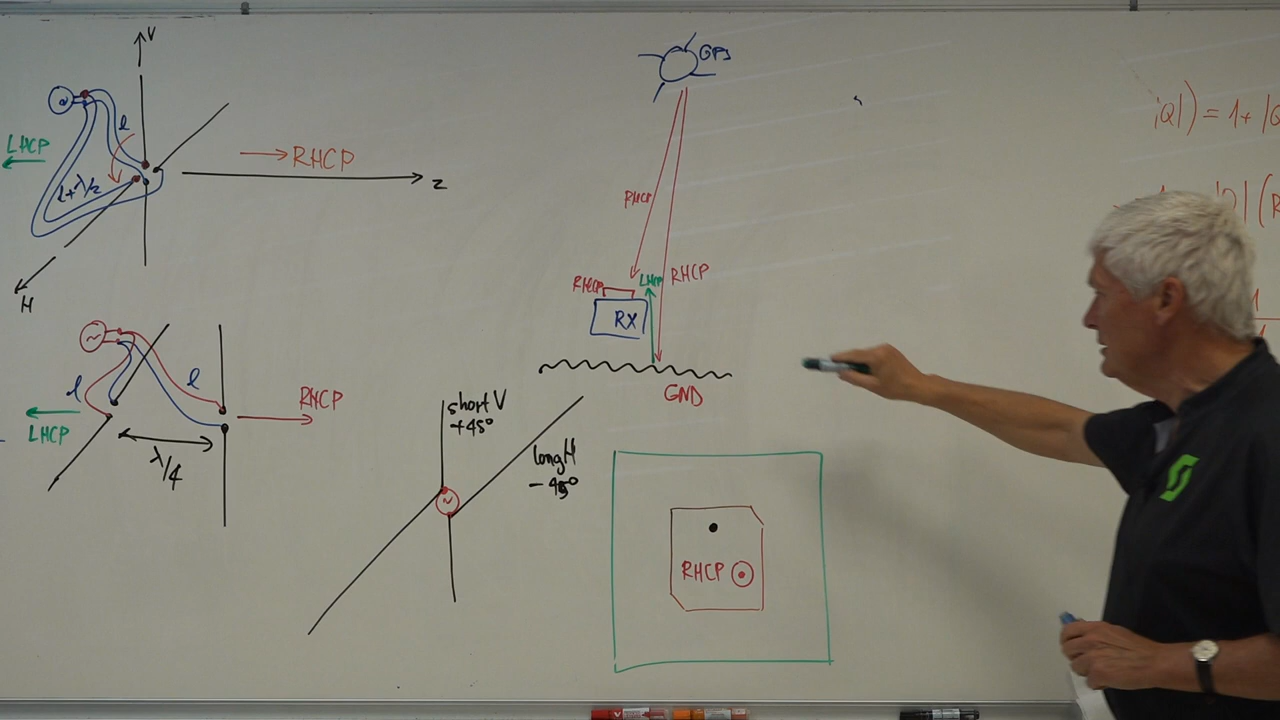 V
LHCP
l
l+λ/2
→RHCP
z
H
l
l
LHCP
RHCP
λ/4
GPS
RHCP
RHCP
LHCP
RHCP
RX
GND
short V
+45°
long H
-45°
RHCP
|Q|) = 1+|Q